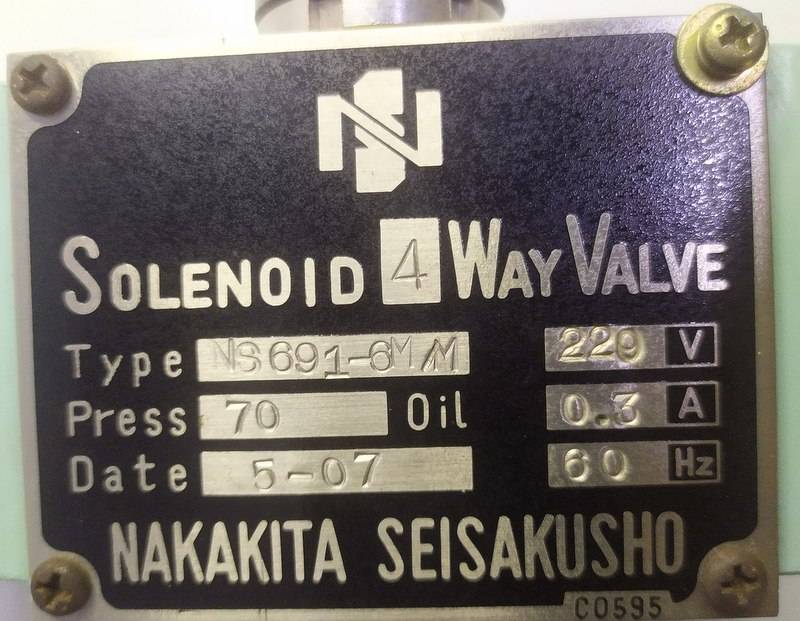 SOLENOID 4 WAY VALVE
Type NS691-6M/M 220 V
Press 70 Oil 0.3 A
Date 5-07 60 Hz
NAKAKITA SEISAKUSHO
C0595